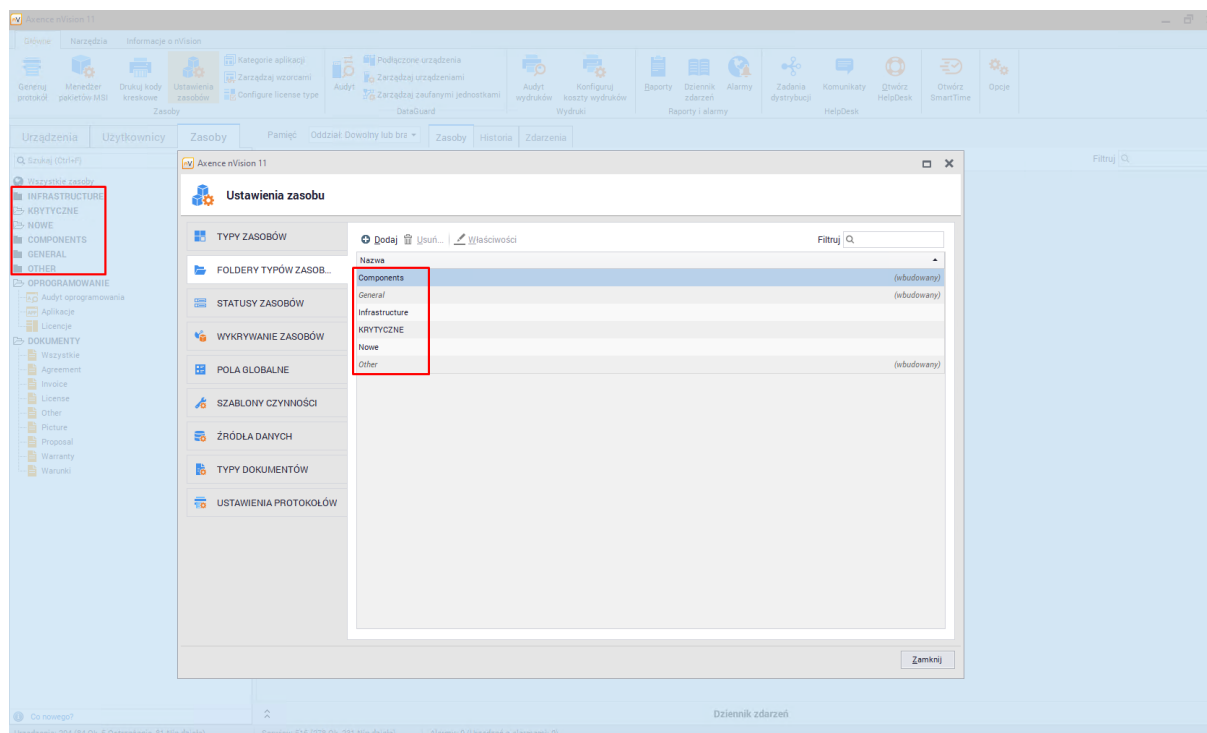 Axence nVision 11
Główne Narzędzia Informacje o nVision
Generuj protokół
Menedżer pakietów MSI
Drukuj kody kreskowe
Ustawienia zasobów
Kategorie aplikacji
Zarządzaj wzorcami
Configure license type
Zasoby
Audyt
Podłączone urządzenia
Zarządzaj urządzeniami
Zarządzaj zaufanymi jednostkami
DataGuard
Audyt wydruków
Konfiguruj koszty wydruków
Wydruki
Raporty
Dziennik zdarzeń
Alarmy
Raporty i alarmy
Zadania dystrybucji
Komunikaty
Otwórz HelpDesk
HelpDesk
Otwórz SmartTime
Opcje
Urządzenia Użytkownicy Zasoby Pamięć Oddział: Dowolny lub bra Zasoby Historia Zdarzenia
Szukaj (Ctrl+F)
Filtruj
Wszystkie zasoby
INFRASTRUCTURE
KRYTYCZNE
NOWE
COMPONENTS
GENERAL
OTHER
OPROGRAMOWANIE
Audyt oprogramowania
Aplikacje
Licencje
DOKUMENTY
Wszystkie
Agreement
Invoice
License
Other
Picture
Proposal
Warranty
Warunki
Axence nVision 11
Ustawienia zasobu
TYPY ZASOBÓW
FOLDERY TYPÓW ZASOB...
STATUSY ZASOBÓW
WYKRYWANIE ZASOBÓW
POLA GLOBALNE
SZABLONY CZYNNOŚCI
ŹRÓDŁA DANYCH
TYPY DOKUMENTÓW
USTAWIENIA PROTOKOŁÓW
Dodaj Usuń... Właściwości Filtruj
Nazwa
Components (wbudowany)
General (wbudowany)
Infrastructure
KRYTYCZNE
Nowe
Other (wbudowany)
Zamknij
Co nowego?
Dziennik zdarzeń